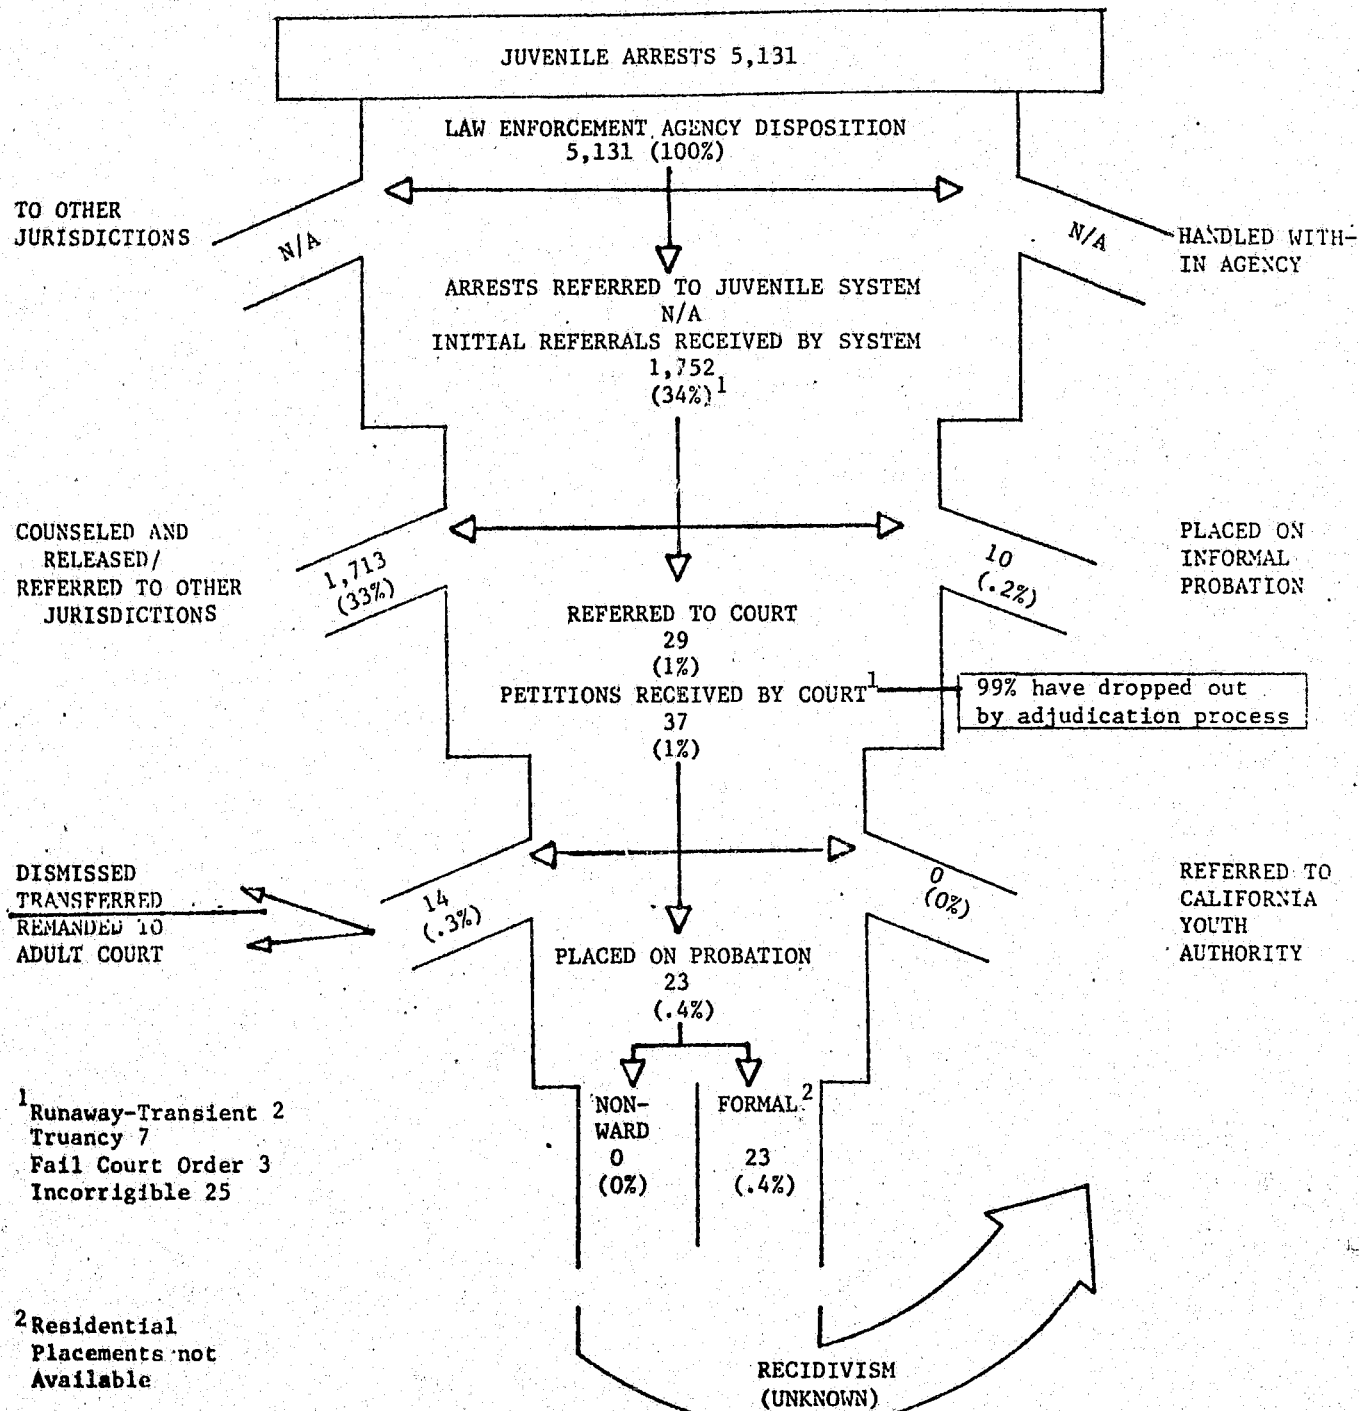 JUVENILE ARRESTS 5,131
LAW ENFORCEMENT AGENCY DISPOSITION
5,131 (100%)
TO OTHER
JURISDICTIONS
N/A
N/A
HANDLED WITH-
IN AGENCY
ARRESTS REFERRED TO JUVENILE SYSTEM
N/A
INITIAL REFERRALS RECEIVED BY SYSTEM
1,752
(34%)1
COUNSELED AND
RELEASED/
REFERRED TO OTHER
JURISDICTIONS
1,713
(33%)
10
(.2%)
PLACED ON
INFORMAL
PROBATION
REFERRED TO COURT
29
(1%)
PETITIONS RECEIVED BY COURT1
37
(1%)
99% have dropped out
by adjudication process
DISMISSED
TRANSFERRED
REMANDED TO
ADULT COURT
14
(.3%)
0
(0%)
REFERRED TO
CALIFORNIA
YOUTH
AUTHORITY
PLACED ON PROBATION
23
(.4%)
NON-
WARD
0
(0%)
FORMAL2
23
(.4%)
1Runaway-Transient 2
Truancy 7
Fail Court Order 3
Incorrigible 25
2Residential
Placements not
Available
RECIDIVISM
(UNKNOWN)